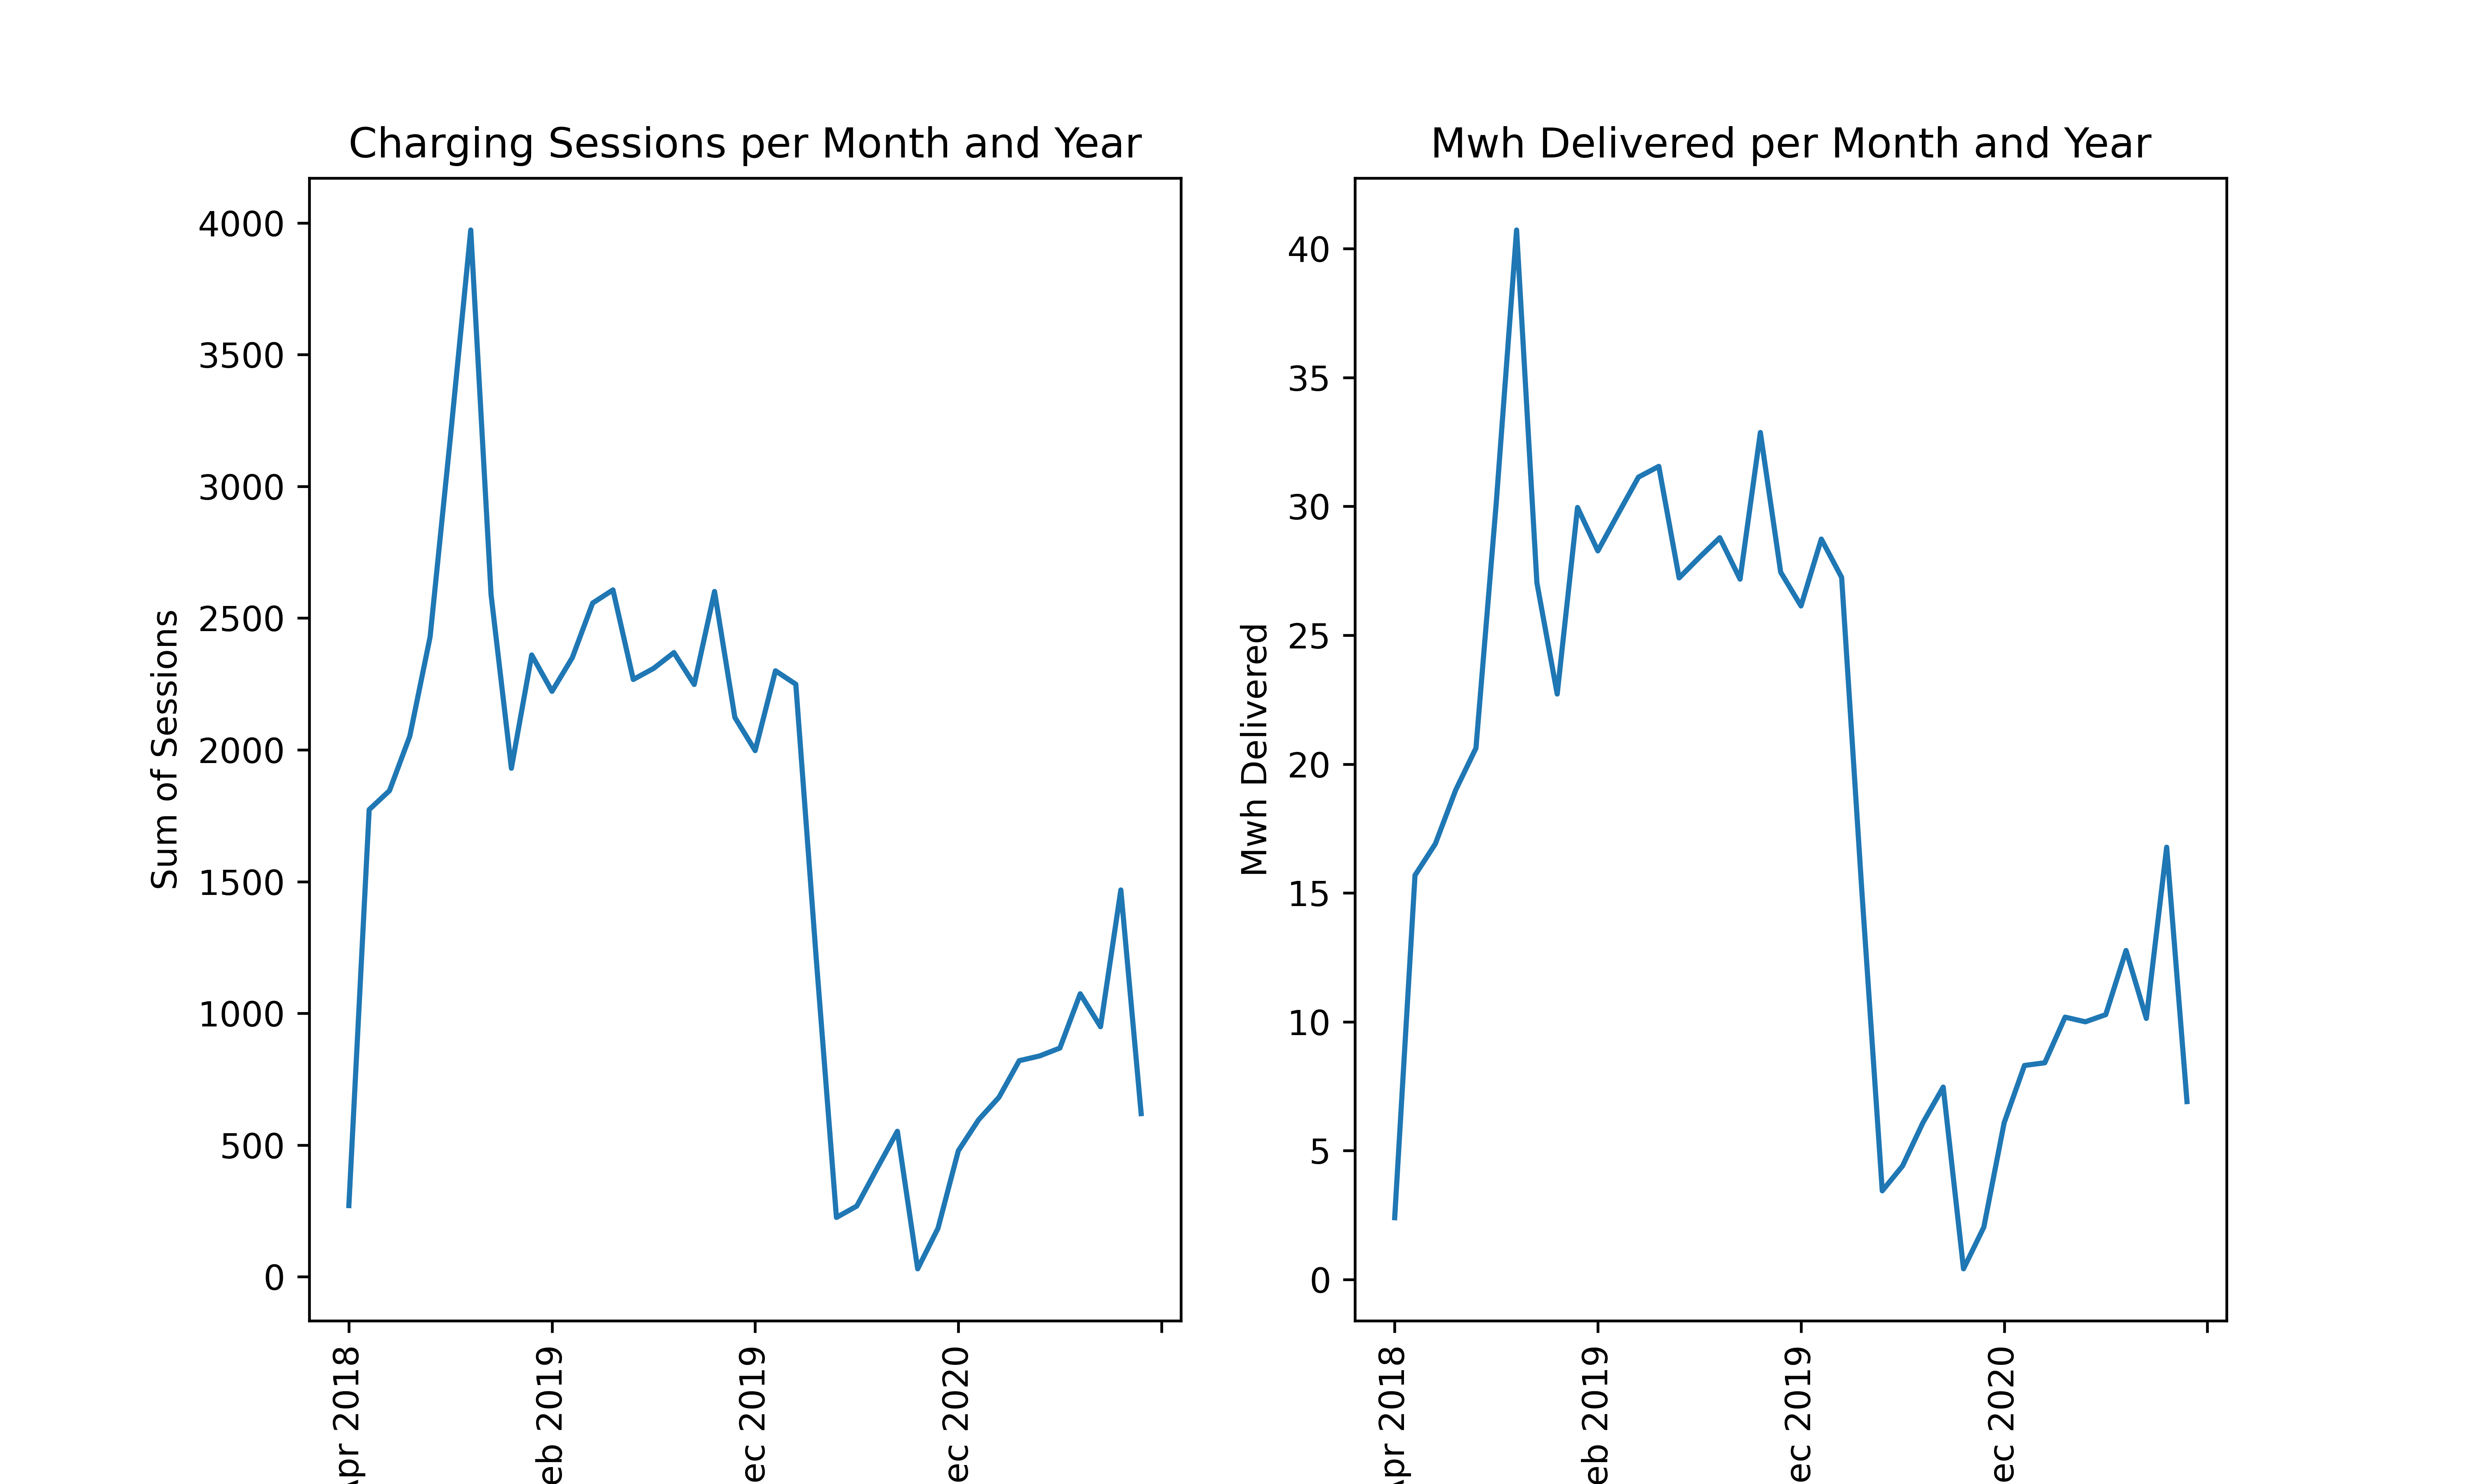 Charging Sessions per Month and Year
Sum of Sessions
4000
3500
3000
2500
2000
1500
1000
500
0
pr 2018
eb 2019
ec 2019
ec 2020
Mwh Delivered per Month and Year
Mwh Delivered
40
35
30
25
20
15
10
5
0
pr 2018
eb 2019
ec 2019
ec 2020